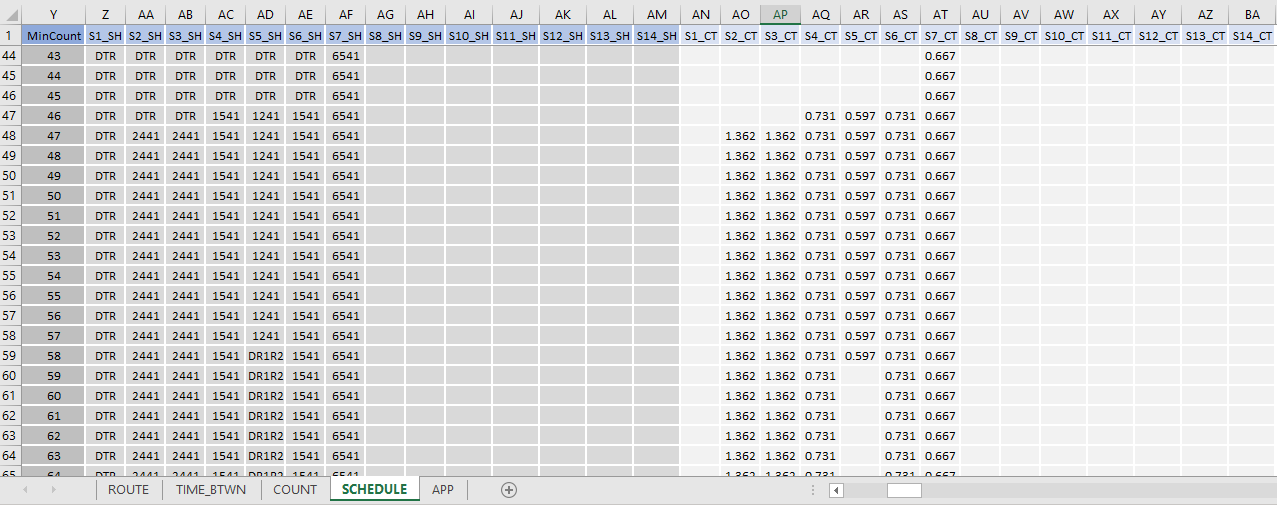 Y Z AA AB AC AD AE AF AG AH AI AJ AK AL AM AN AO AP AQ AR AS AT AU AV AW AX AY AZ BA
1 MinCount S1_SH S2_SH S3_SH S4_SH S5_SH S6_SH S7_SH S8_SH S9_SH S10_SH S11_SH S12_SH S13_SH S14_SH S1_CT S2_CT S3_CT S4_CT S5_CT S6_CT S7_CT S8_CT S9_CT S10_CT S11_CT S12_CT S13_CT S14_CT
44 43 DTR DTR DTR DTR DTR DTR 6541 0.667
45 44 DTR DTR DTR DTR DTR DTR 6541 0.667
46 45 DTR DTR DTR DTR DTR DTR 6541 0.667
47 46 DTR DTR DTR 1541 1241 1541 6541 0.731 0.597 0.731 0.667
48 47 DTR 2441 2441 1541 1241 1541 6541 1.362 1.362 0.731 0.597 0.731 0.667
49 48 DTR 2441 2441 1541 1241 1541 6541 1.362 1.362 0.731 0.597 0.731 0.667
50 49 DTR 2441 2441 1541 1241 1541 6541 1.362 1.362 0.731 0.597 0.731 0.667
51 50 DTR 2441 2441 1541 1241 1541 6541 1.362 1.362 0.731 0.597 0.731 0.667
52 51 DTR 2441 2441 1541 1241 1541 6541 1.362 1.362 0.731 0.597 0.731 0.667
53 52 DTR 2441 2441 1541 1241 1541 6541 1.362 1.362 0.731 0.597 0.731 0.667
54 53 DTR 2441 2441 1541 1241 1541 6541 1.362 1.362 0.731 0.597 0.731 0.667
55 54 DTR 2441 2441 1541 1241 1541 6541 1.362 1.362 0.731 0.597 0.731 0.667
56 55 DTR 2441 2441 1541 1241 1541 6541 1.362 1.362 0.731 0.597 0.731 0.667
57 56 DTR 2441 2441 1541 1241 1541 6541 1.362 1.362 0.731 0.597 0.731 0.667
58 57 DTR 2441 2441 1541 1241 1541 6541 1.362 1.362 0.731 0.597 0.731 0.667
59 58 DTR 2441 2441 1541 DR1R2 1541 6541 1.362 1.362 0.731 0.597 0.731 0.667
60 59 DTR 2441 2441 1541 DR1R2 1541 6541 1.362 1.362 0.731 0.731 0.667
61 60 DTR 2441 2441 1541 DR1R2 1541 6541 1.362 1.362 0.731 0.731 0.667
62 61 DTR 2441 2441 1541 DR1R2 1541 6541 1.362 1.362 0.731 0.731 0.667
63 62 DTR 2441 2441 1541 DR1R2 1541 6541 1.362 1.362 0.731 0.731 0.667
64 63 DTR 2441 2441 1541 DR1R2 1541 6541 1.362 1.362 0.731 0.731 0.667
ROUTE TIME_BTWN COUNT SCHEDULE APP